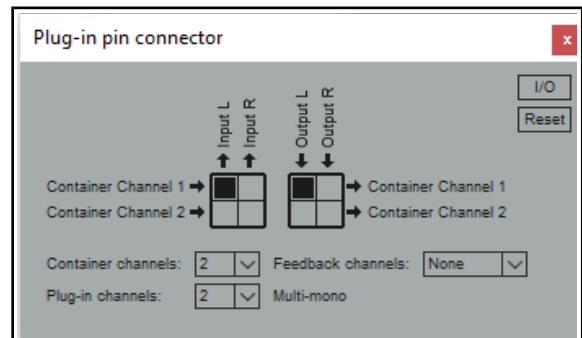 Plug-in pin connector
x
I/O
Reset
Input L
Input R
Output L
Output R
Container Channel 1
Container Channel 1
Container Channel 2
Container Channel 2
Container channels: 2 Feedback channels: None
Plug-in channels: 2 Multi-mono